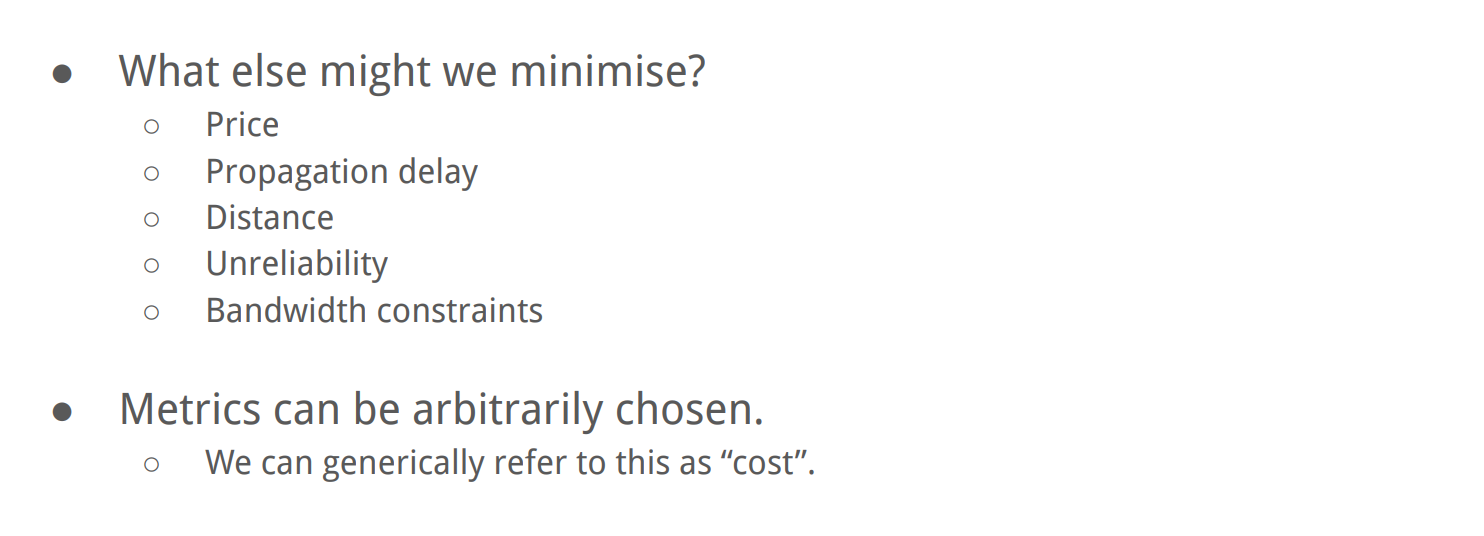 ● What else might we minimise?
○ Price
○ Propagation delay
○ Distance
○ Unreliability
○ Bandwidth constraints
● Metrics can be arbitrarily chosen.
○ We can generically refer to this as “cost”.